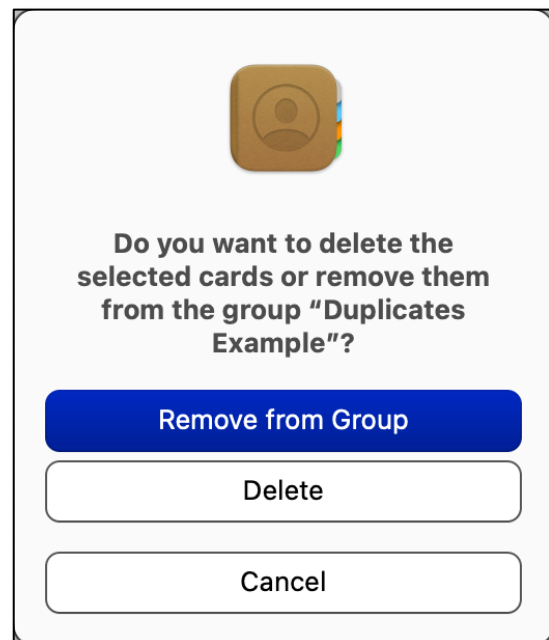 Do you want to delete the
selected cards or remove them
from the group “Duplicates
Example”?
Remove from Group
Delete
Cancel